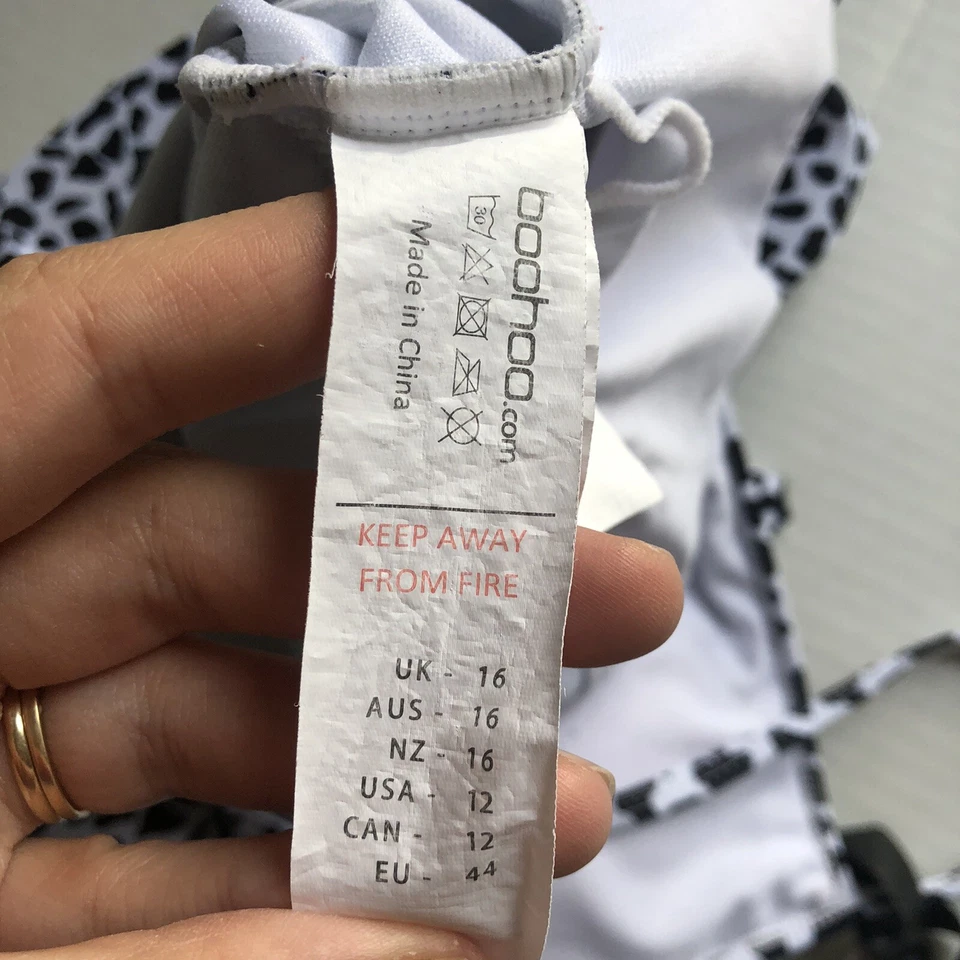 boohoo.com
30
Made in China
KEEP AWAY
FROM FIRE
UK - 16
AUS - 16
NZ - 16
USA - 12
CAN - 12
EU - 44